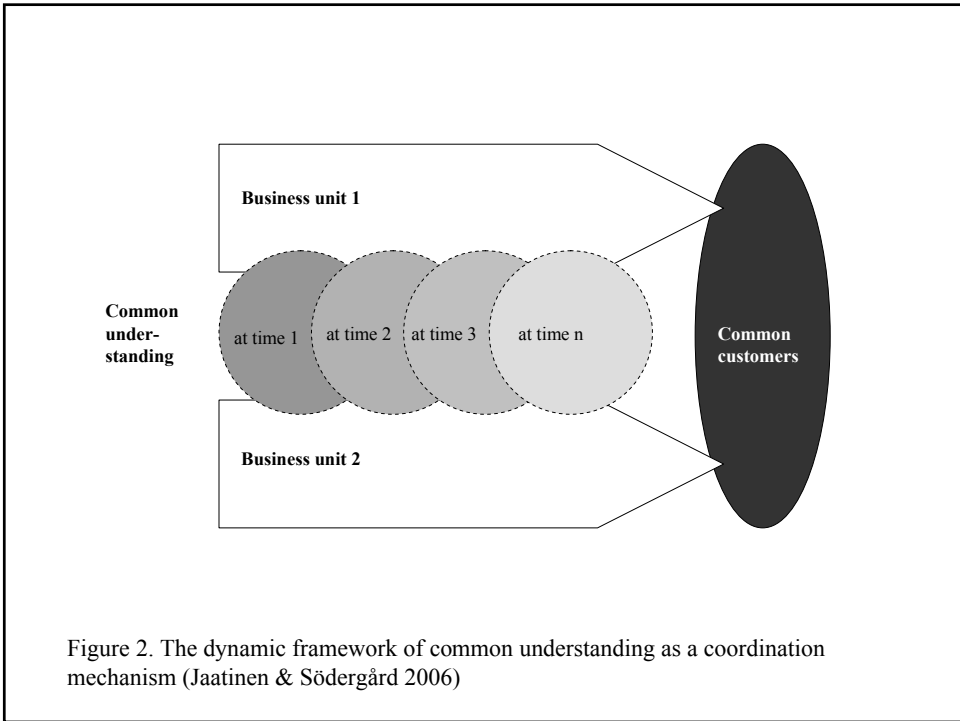 Business unit 1
Common
under-
standing
at time 1
at time 2
at time 3
at time n
Common
customers
Business unit 2
Figure 2. The dynamic framework of common understanding as a coordination
mechanism (Jaatinen & Södergård 2006)